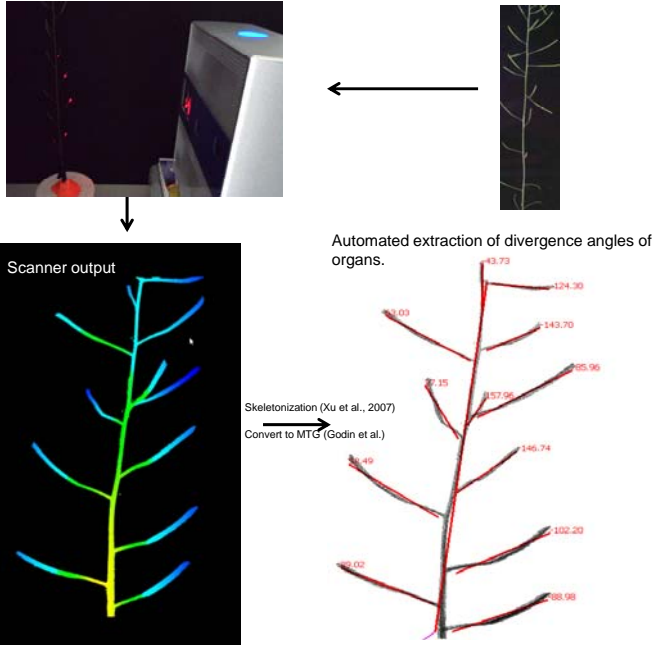 Automated extraction of divergence angles of
organs.
Scanner output
Skeletonization (Xu et al., 2007)
Convert to MTG (Godin et al.)
-43.73
-124.30
-143.70
-85.96
157.96
-146.74
-102.20
-88.98